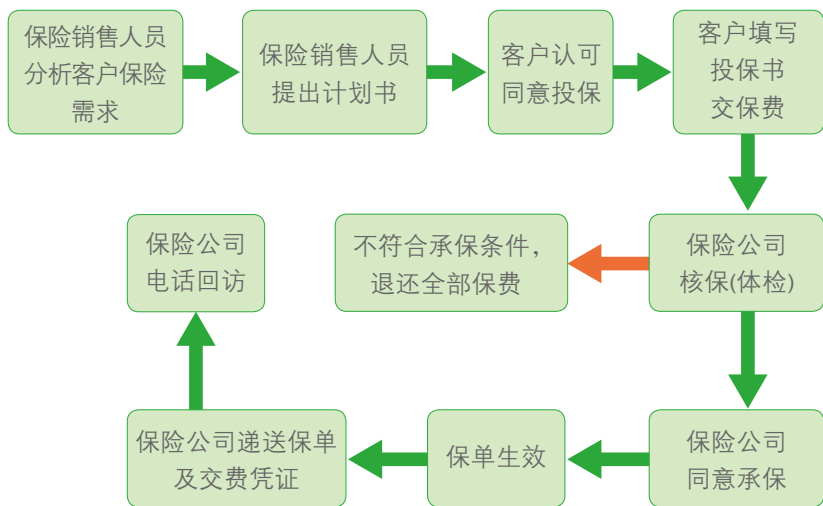 保险销售人员
分析客户保险
需求
保险销售人员
提出计划书
客户认可
同意投保
客户填写
投保书
交保费
保险公司
核保(体检)
不符合承保条件，
退还全部保费
保险公司
同意承保
保单生效
保险公司递送保单
及交费凭证
保险公司
电话回访